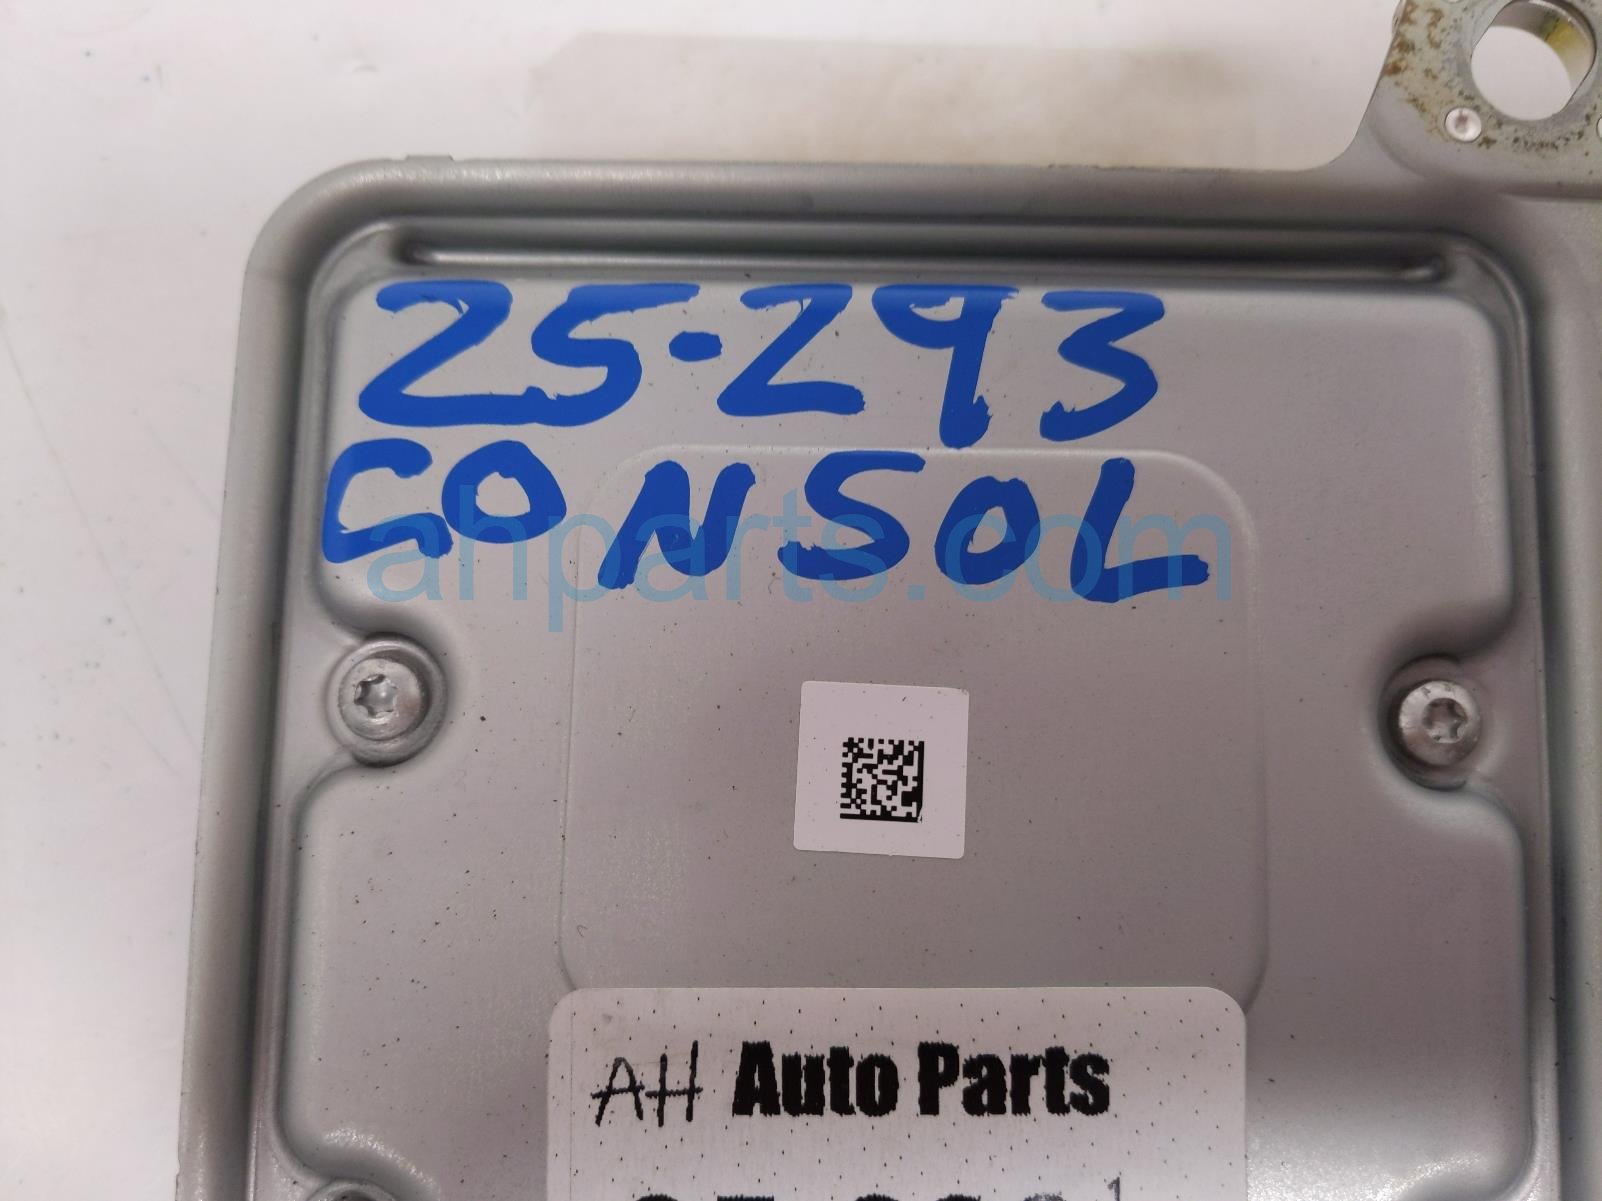 25-293
CONSOL
ahparts.com
AH Auto Parts